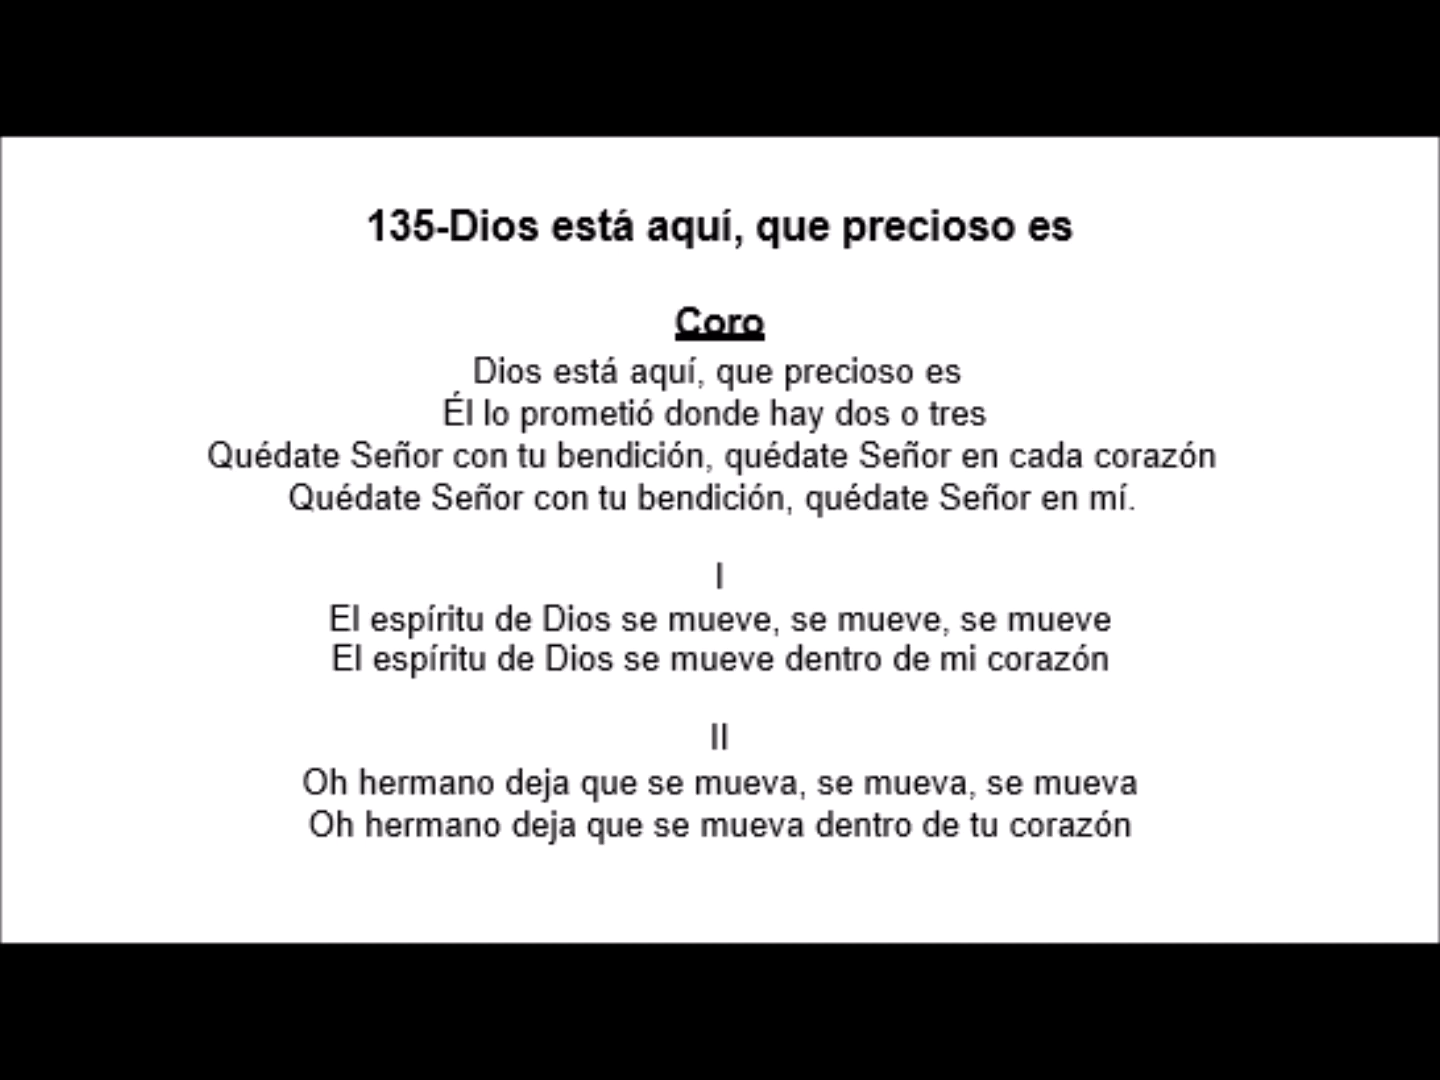 135-Dios está aquí, que precioso es
Coro
Dios está aquí, que precioso es
Él lo prometió donde hay dos o tres
Quédate Señor con tu bendición, quédate Señor en cada corazón
Quédate Señor con tu bendición, quédate Señor en mí.
I
El espíritu de Dios se mueve, se mueve, se mueve
El espíritu de Dios se mueve dentro de mi corazón
II
Oh hermano deja que se mueva, se mueva, se mueva
Oh hermano deja que se mueva dentro de tu corazón